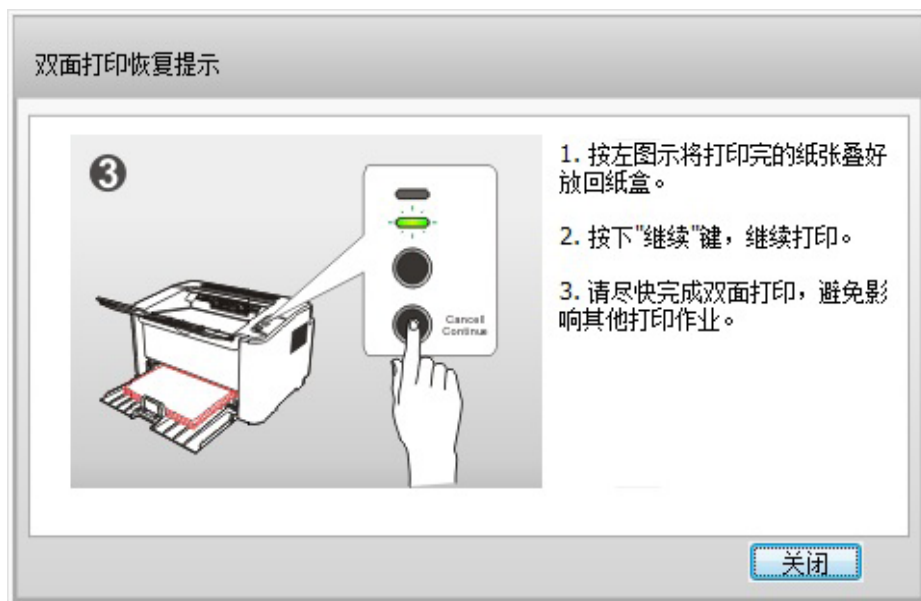 双面打印恢复提示
❸
Cancel
Continue
1. 按左图示将打印完的纸张叠好
放回纸盒。
2. 按下"继续"键，继续打印。
3. 请尽快完成双面打印，避免影
响其他打印作业。
关闭